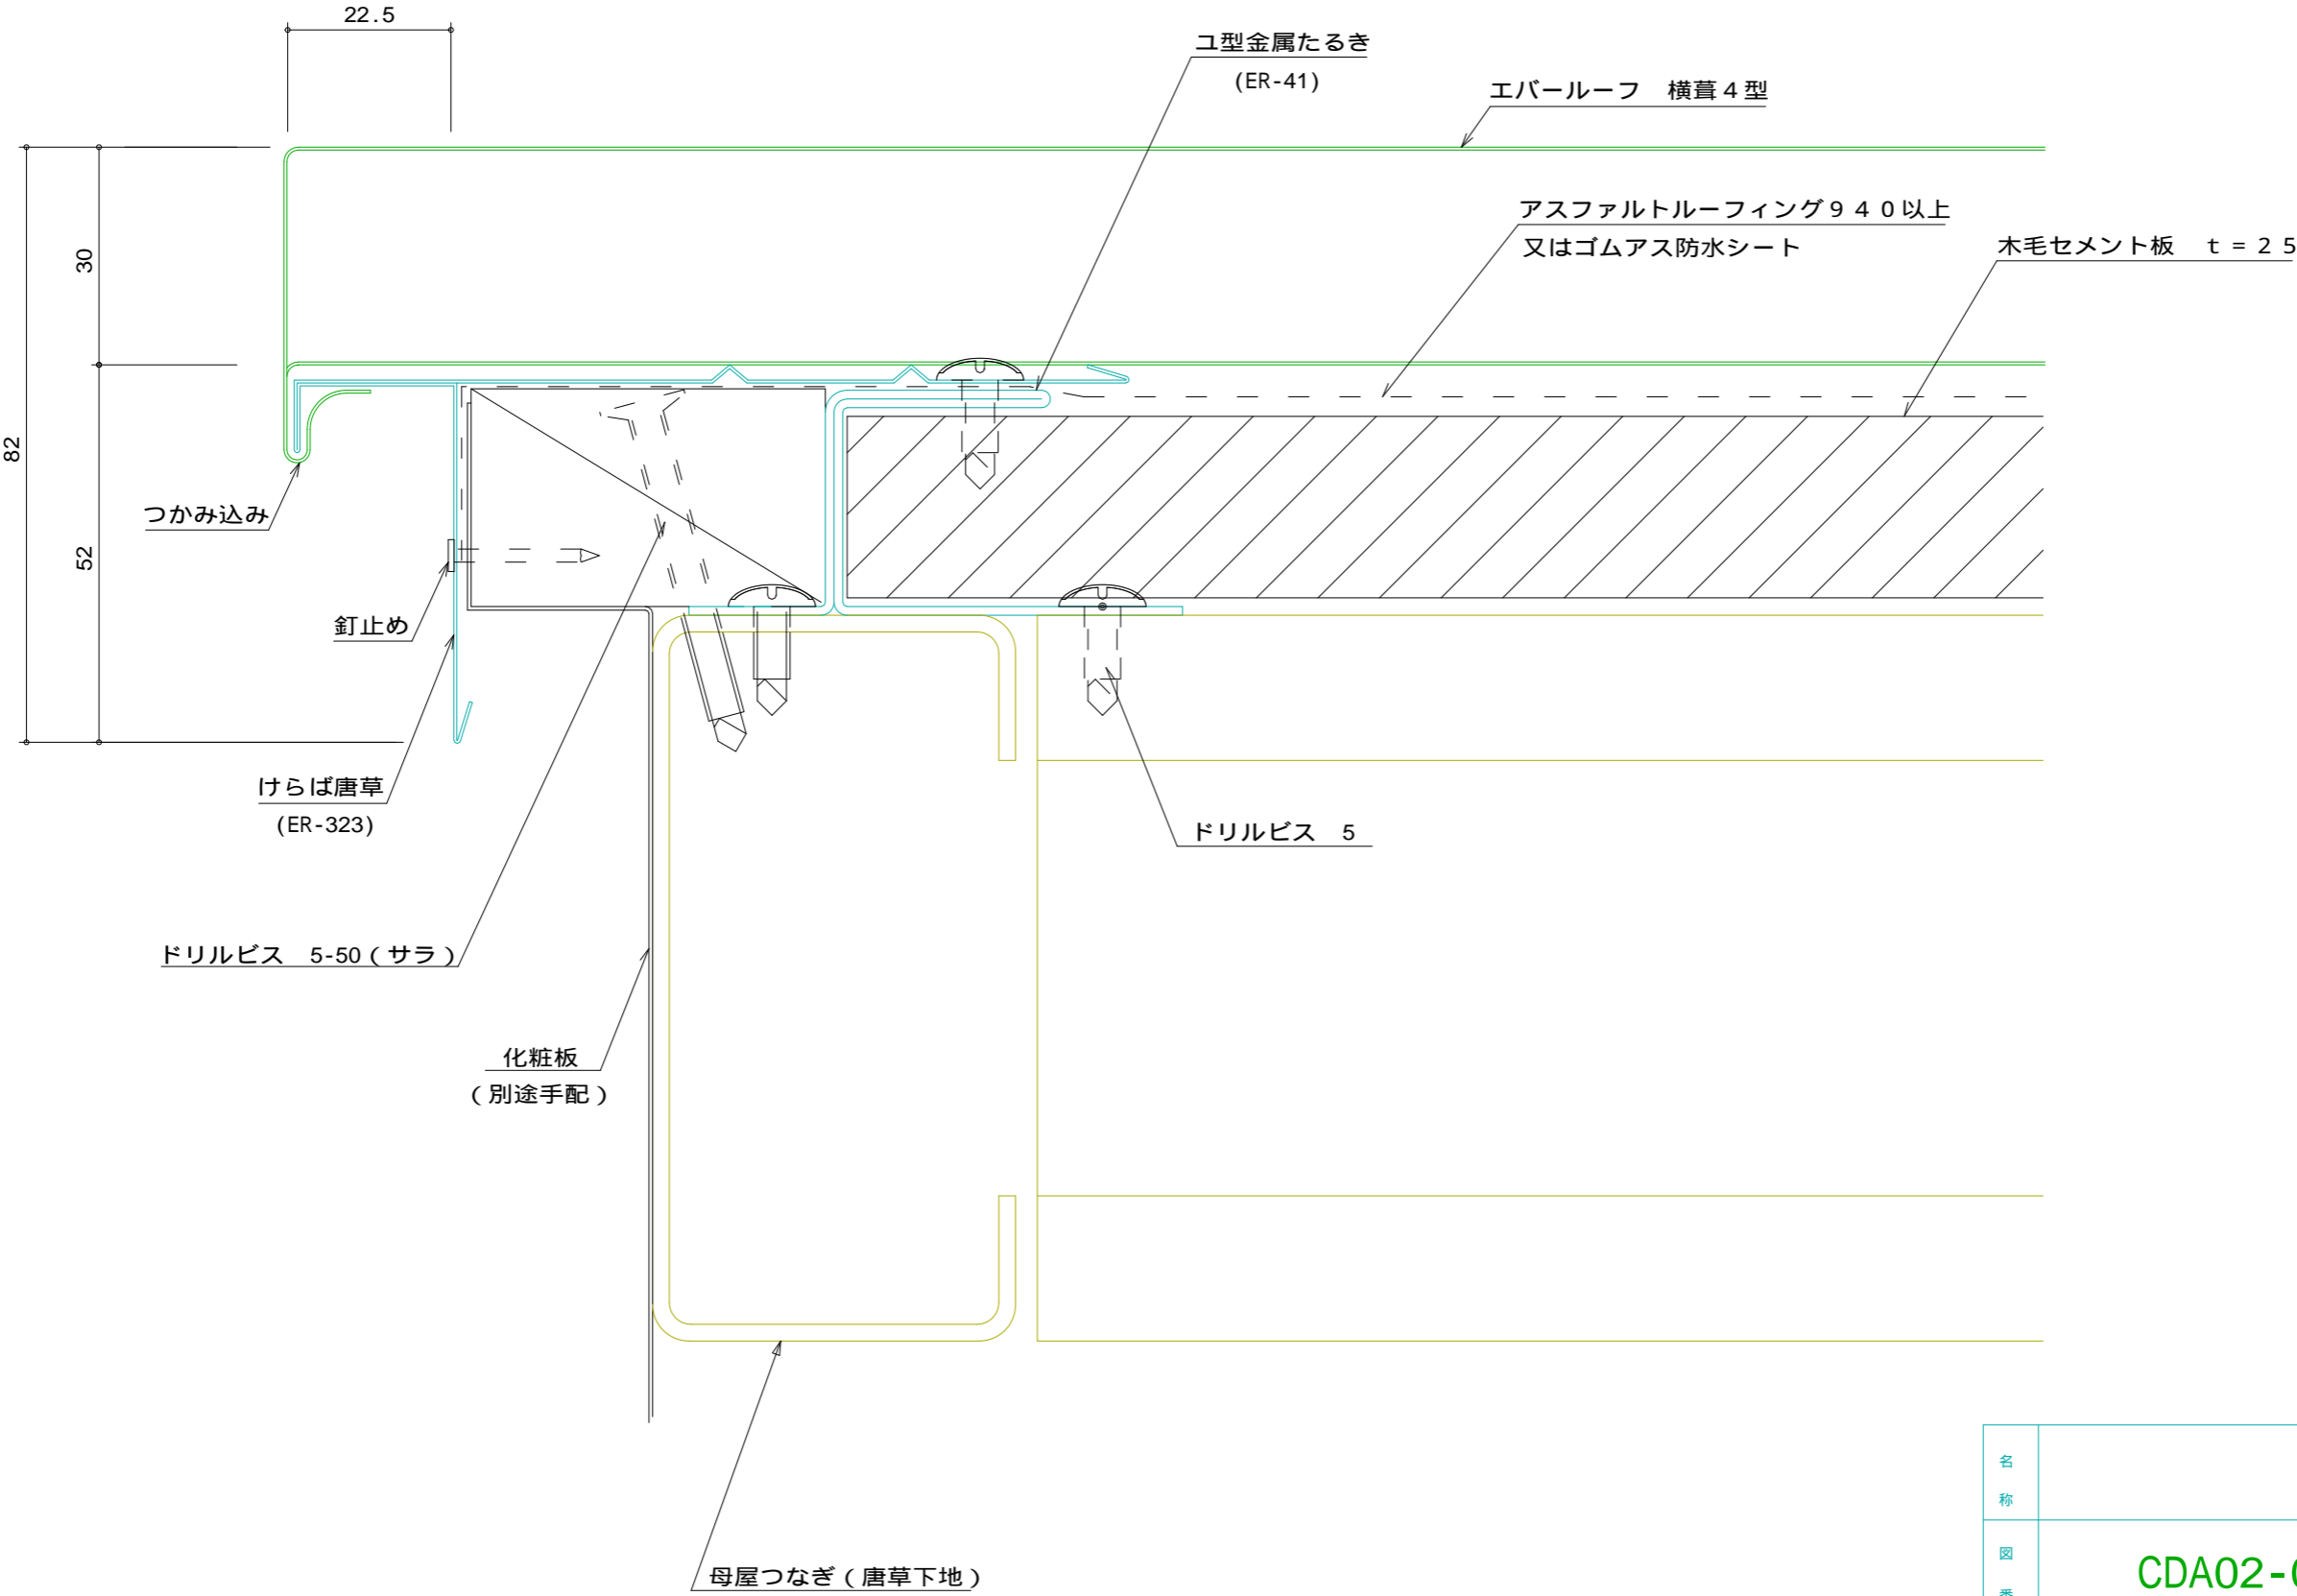 22.5
ユ型金属たるき
(ER-41)
エバールーフ　横葺４型
アスファルトルーフィング９４０以上
又はゴムアス防水シート
木毛セメント板　ｔ＝２５
30
82
52
つかみ込み
釘止め
けらば唐草
(ER-323)
ドリルビス　5
ドリルビス　5-50（サラ）
化粧板
（別途手配）
母屋つなぎ（唐草下地）
名
称
図
CDA02-